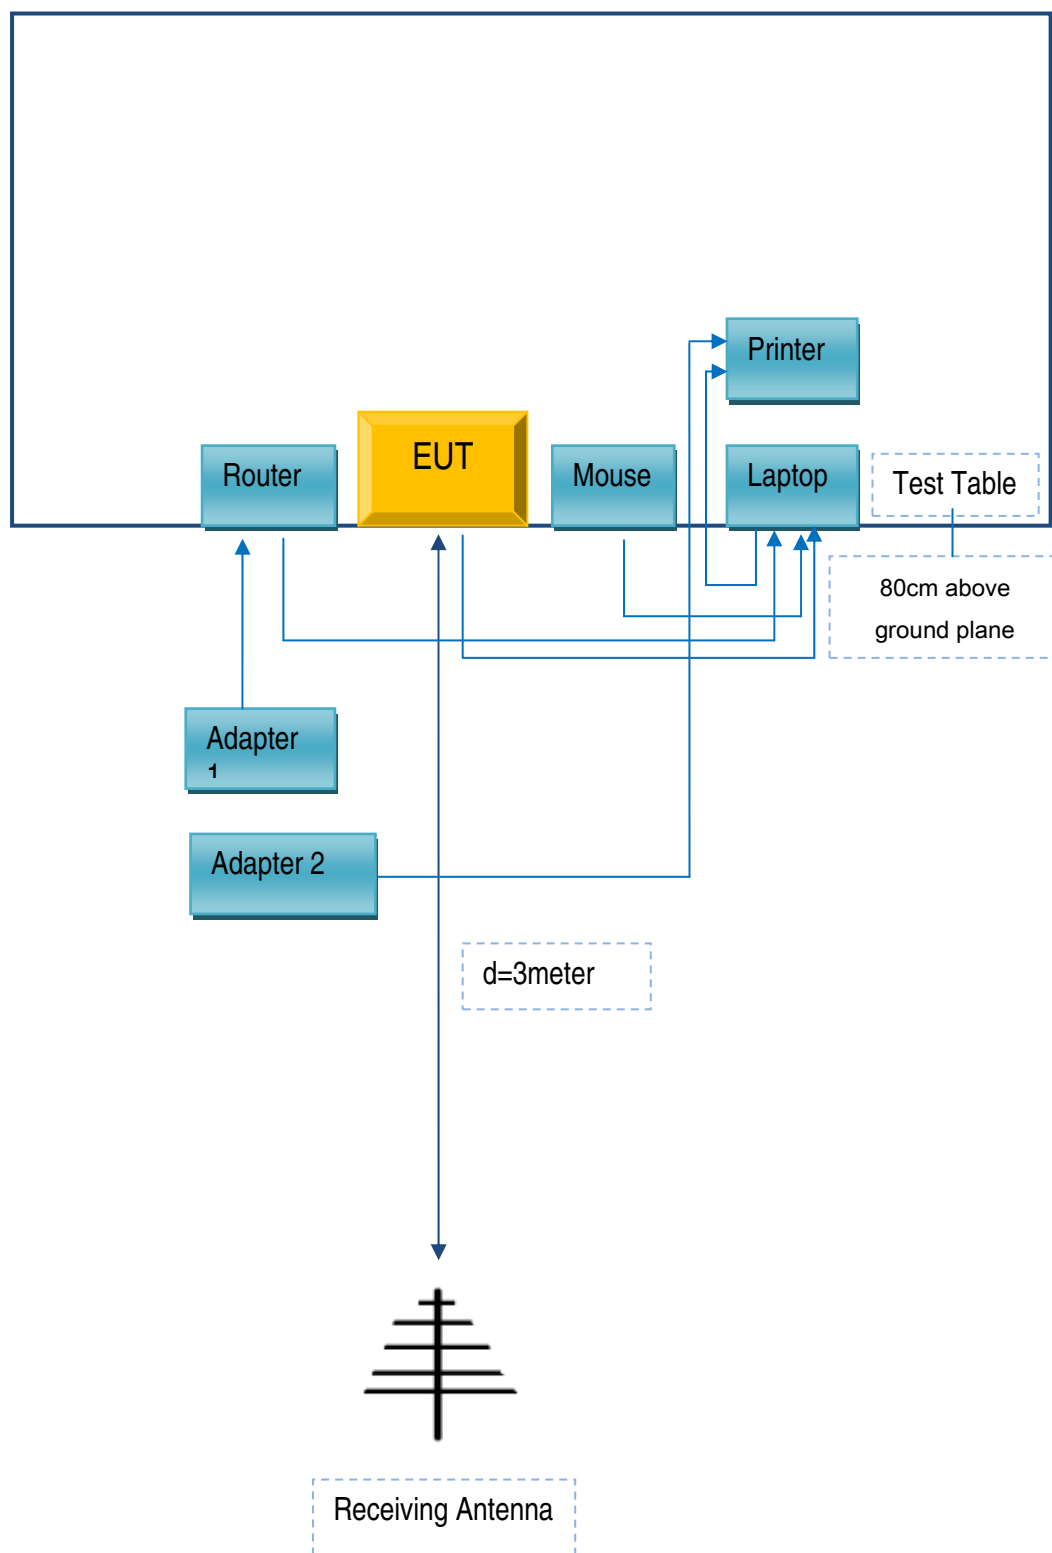 Printer
EUT
Router
Mouse
Laptop
Test Table
80cm above
ground plane
Adapter
1
Adapter 2
d=3meter
Receiving Antenna